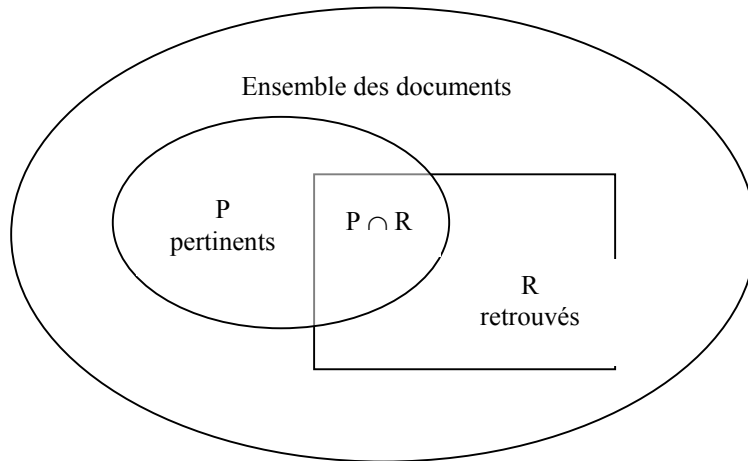 Ensemble des documents
P
pertinents
P ∩ R
R
retrouvés